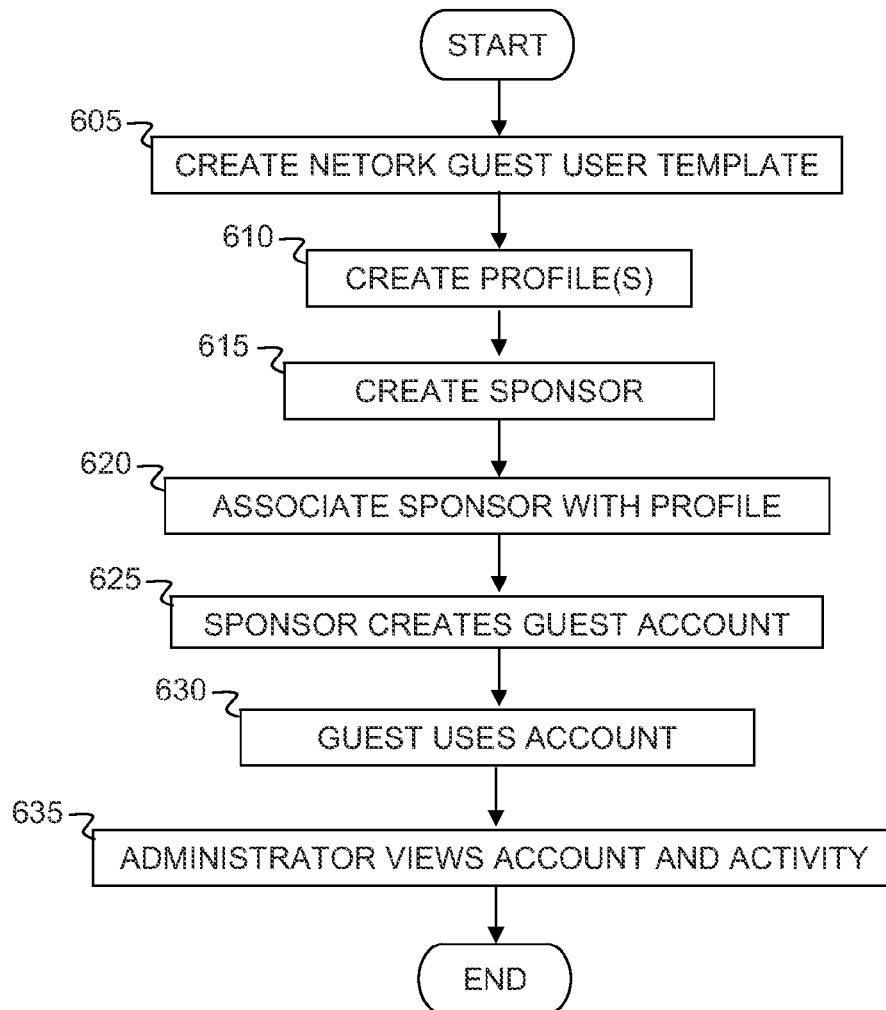 START
605
CREATE NETORK GUEST USER TEMPLATE
610
CREATE PROFILE(S)
615
CREATE SPONSOR
620
ASSOCIATE SPONSOR WITH PROFILE
625
SPONSOR CREATES GUEST ACCOUNT
630
GUEST USES ACCOUNT
635
ADMINISTRATOR VIEWS ACCOUNT AND ACTIVITY
END